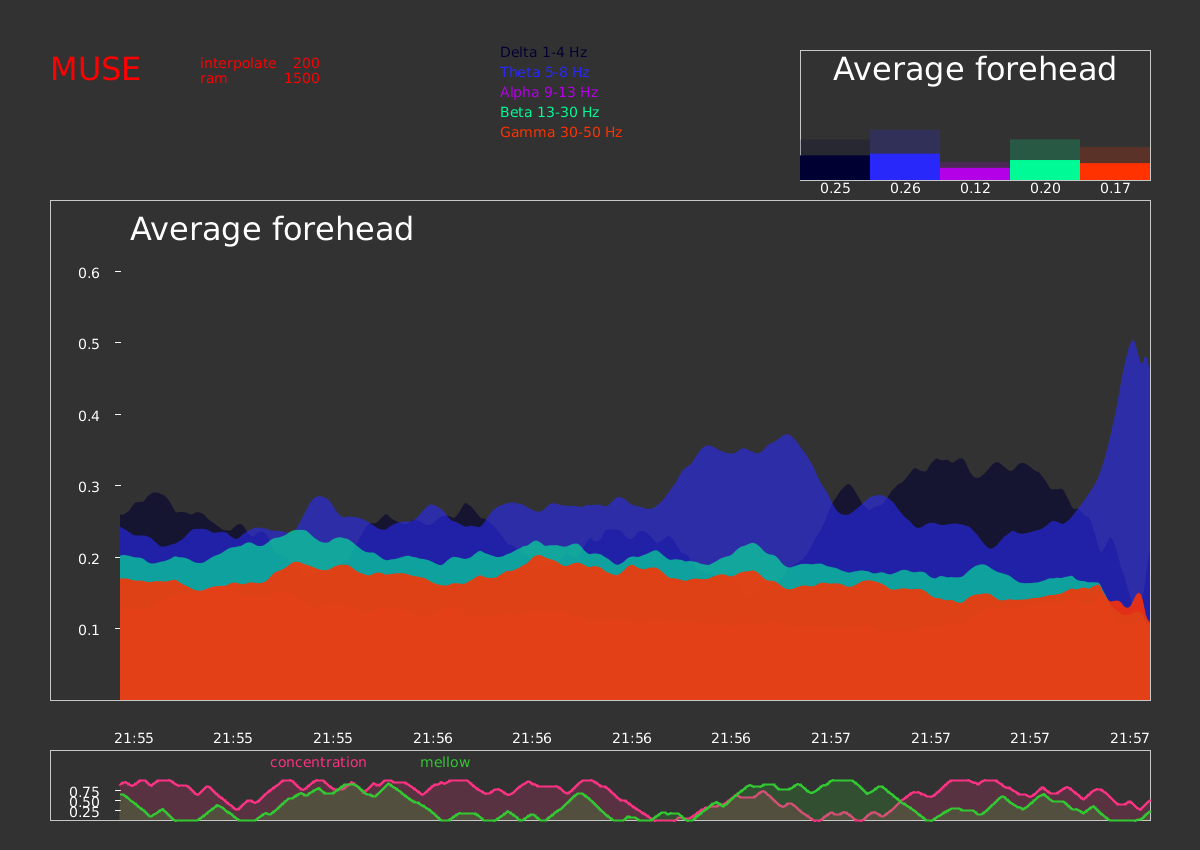 MUSE
interpolate 200
ram 1500
Delta 1-4 Hz
Theta 5-8 Hz
Alpha 9-13 Hz
Beta 13-30 Hz
Gamma 30-50 Hz
Average forehead
0.25 0.26 0.12 0.20 0.17
Average forehead
0.6
0.5
0.4
0.3
0.2
0.1
21:55 21:55 21:55 21:56 21:56 21:56 21:56 21:57 21:57 21:57 21:57
concentration mellow
0.75
0.50
0.25